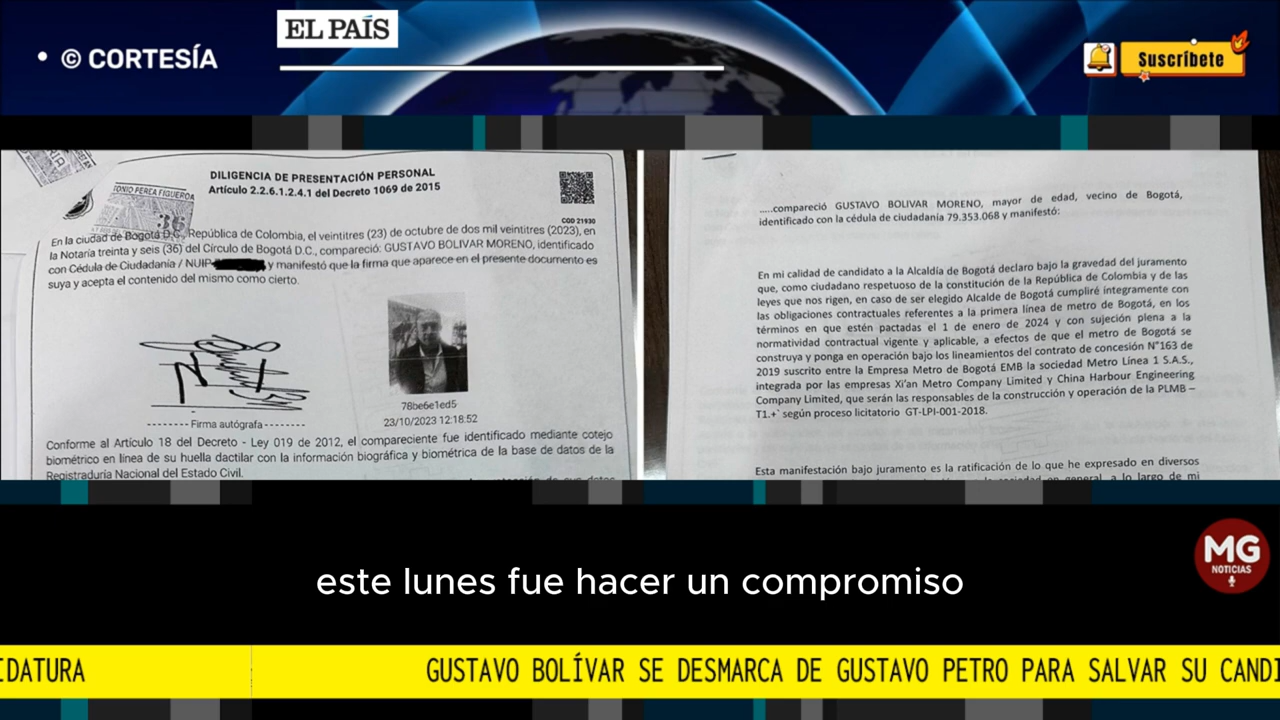 • © CORTESÍA
EL PAÍS
Suscríbete
DILIGENCIA DE PRESENTACIÓN PERSONAL
Artículo 2.2.6.1.2.4.1 del Decreto 1069 de 2015
TONIO PEREA FIGUEROA
36
COD 21930
En la ciudad de Bogotá D.C., República de Colombia, el veintitres (23) de octubre de dos mil veintitres (2023), en
la Notaría treinta y seis (36) del Círculo de Bogotá D.C., compareció: GUSTAVO BOLIVAR MORENO, identificado
con Cédula de Ciudadanía / NUIP y manifestó que la firma que aparece en el presente documento es
suya y acepta el contenido del mismo como cierto.
78be6e1ed5
-------- Firma autógrafa --------
23/10/2023 12:18:52
Conforme al Artículo 18 del Decreto - Ley 019 de 2012, el compareciente fue identificado mediante cotejo
biométrico en línea de su huella dactilar con la información biográfica y biométrica de la base de datos de la
Registraduría Nacional del Estado Civil.
.....compareció GUSTAVO BOLIVAR MORENO, mayor de edad, vecino de Bogotá,
identificado con la cédula de ciudadanía 79.353.068 y manifestó:
En mi calidad de candidato a la Alcaldía de Bogotá declaro bajo la gravedad del juramento
que, como ciudadano respetuoso de la constitución de la República de Colombia y de las
leyes que nos rigen, en caso de ser elegido Alcalde de Bogotá cumpliré íntegramente con
las obligaciones contractuales referentes a la primera línea de metro de Bogotá, en los
términos en que estén pactadas el 1 de enero de 2024 y con sujeción plena a la
normatividad contractual vigente y aplicable, a efectos de que el metro de Bogotá se
construya y ponga en operación bajo los lineamientos del contrato de concesión N°163 de
2019 suscrito entre la Empresa Metro de Bogotá EMB la sociedad Metro Línea 1 S.A.S.,
integrada por las empresas Xi'an Metro Company Limited y China Harbour Engineering
Company Limited, que serán las responsables de la construcción y operación de la PLMB –
T1.+` según proceso licitatorio GT-LPI-001-2018.
Esta manifestación bajo juramento es la ratificación de lo que he expresado en diversos
sociedad en general, a lo largo de mi
este lunes fue hacer un compromiso
MG
NOTICIAS
IDATURA GUSTAVO BOLÍVAR SE DESMARCA DE GUSTAVO PETRO PARA SALVAR SU CANDI